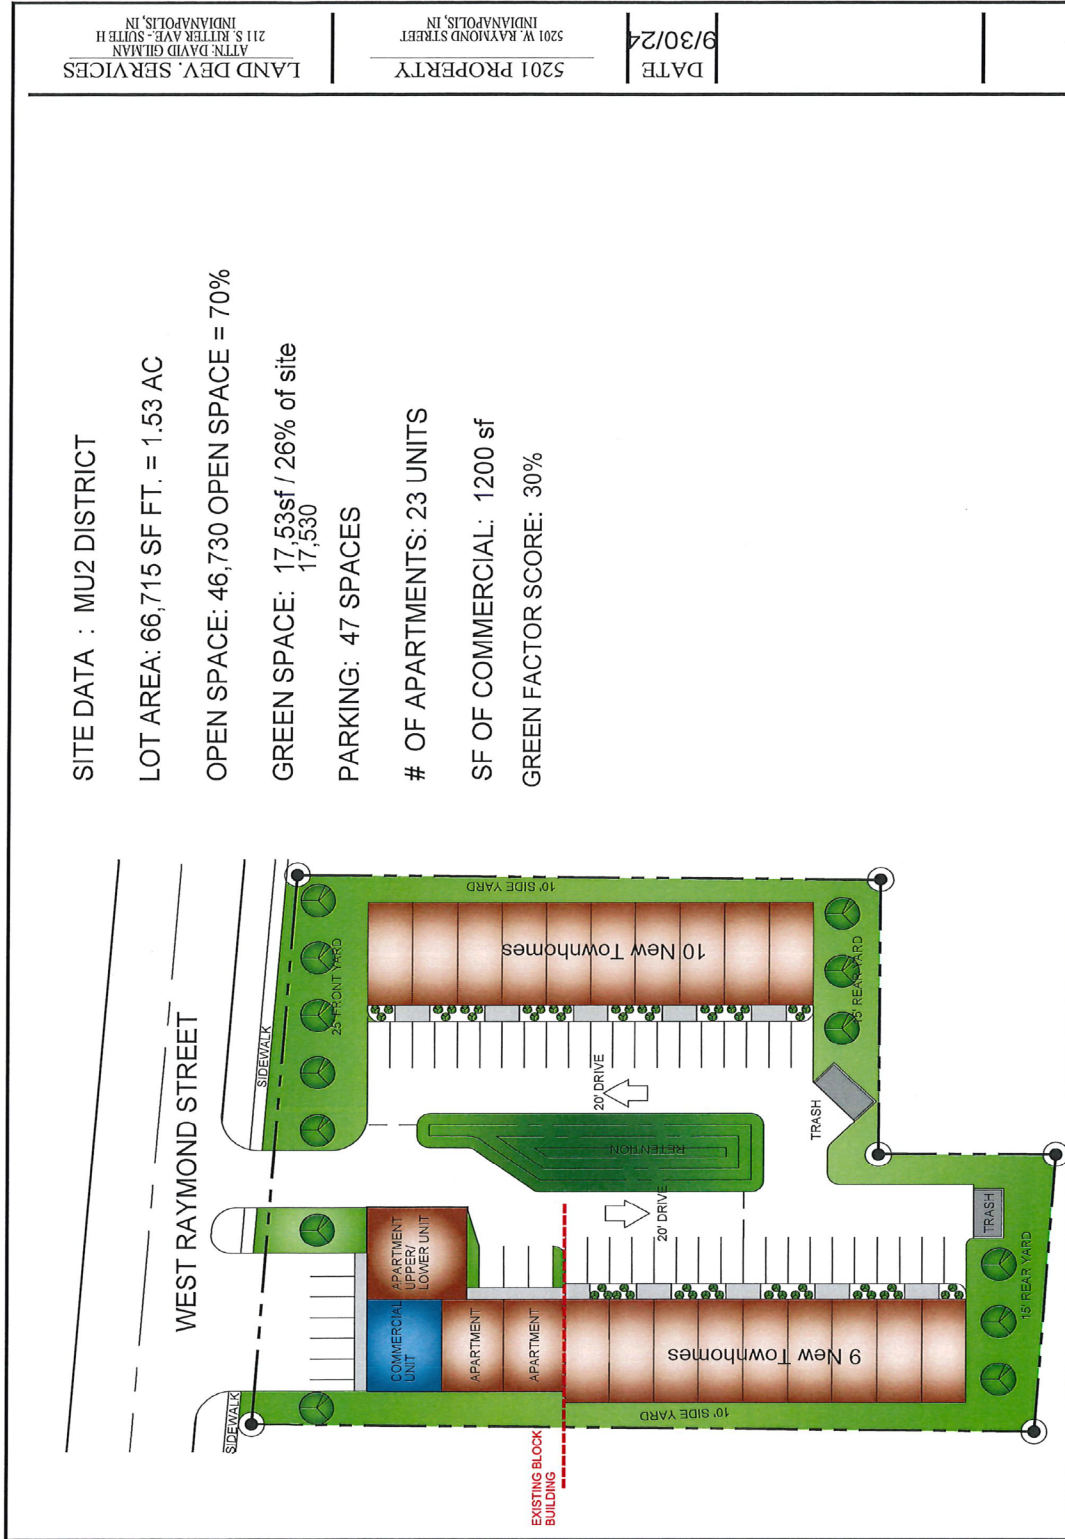 LAND DEV. SERVICES
ATTN: DAVID GILMAN
211 S. RITTER AVE.- SUITE H
INDIANAPOLIS, IN
5201 PROPERTY
5201 W. RAYMOND STREET
INDIANAPOLIS, IN
DATE
9/30/24
SITE DATA : MU2 DISTRICT
LOT AREA: 66,715 SF FT. = 1.53 AC
OPEN SPACE: 46,730 OPEN SPACE = 70%
GREEN SPACE: 17,53sf / 26% of site
17,530
PARKING: 47 SPACES
# OF APARTMENTS: 23 UNITS
SF OF COMMERCIAL: 1200 sf
GREEN FACTOR SCORE: 30%
WEST RAYMOND STREET
SIDEWALK
SIDEWALK
25' FRONT YARD
10' SIDE YARD
10 New Townhomes
15' REAR YARD
20' DRIVE
TRASH
RETENTION
20' DRIVE
APARTMENT
UPPER/
LOWER UNIT
COMMERCIAL
UNIT
APARTMENT
APARTMENT
9 New Townhomes
10' SIDE YARD
TRASH
15' REAR YARD
EXISTING BLOCK
BUILDING